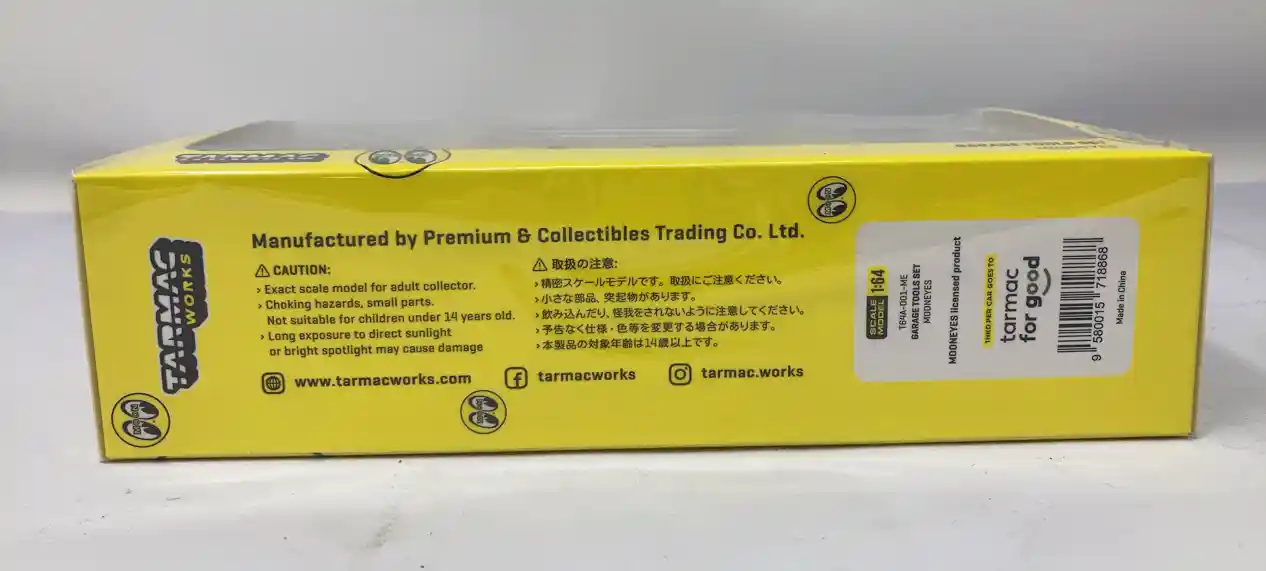 TARMAC
TARMAC
WORKS
Manufactured by Premium & Collectibles Trading Co. Ltd.
CAUTION:
› Exact scale model for adult collector.
› Choking hazards, small parts.
Not suitable for children under 14 years old.
› Long exposure to direct sunlight
or bright spotlight may cause damage
取扱の注意:
›精密スケールモデルです。取扱にご注意ください。
›小さな部品、突起物があります。
›飲み込んだり、怪我をされないように注意してください。
›予告なく仕様・色等を変更する場合があります。
›本製品の対象年齢は14歳以上です。
www.tarmacworks.com
tarmacworks
tarmac.works
SCALE
MODEL
1:64
T64A-001-ME
GARAGE TOOLS SET
MOONEYES
MOONEYES licensed product
THIRD PER CAR GOES TO
tarmac
for good
9 580015 718868
Made in China